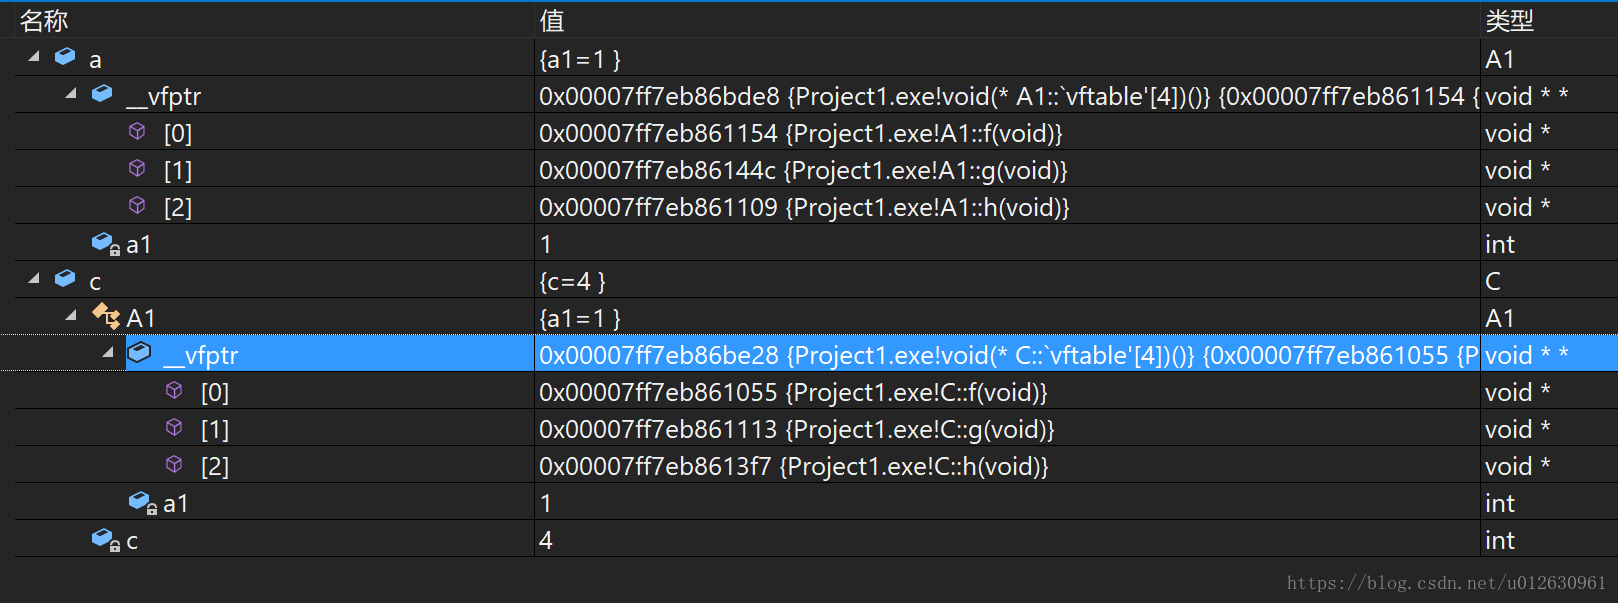 名称 值 类型
a {a1=1 } A1
__vfptr 0x00007ff7eb86bde8 {Project1.exe!void(* A1::`vftable'[4])()} {0x00007ff7eb861154 { void * *
[0] 0x00007ff7eb861154 {Project1.exe!A1::f(void)} void *
[1] 0x00007ff7eb86144c {Project1.exe!A1::g(void)} void *
[2] 0x00007ff7eb861109 {Project1.exe!A1::h(void)} void *
a1 1 int
c {c=4 } C
A1 {a1=1 } A1
__vfptr 0x00007ff7eb86be28 {Project1.exe!void(* C::`vftable'[4])()} {0x00007ff7eb861055 {P void * *
[0] 0x00007ff7eb861055 {Project1.exe!C::f(void)} void *
[1] 0x00007ff7eb861113 {Project1.exe!C::g(void)} void *
[2] 0x00007ff7eb8613f7 {Project1.exe!C::h(void)} void *
a1 1 int
c 4 int
https://blog.csdn.net/u012630961